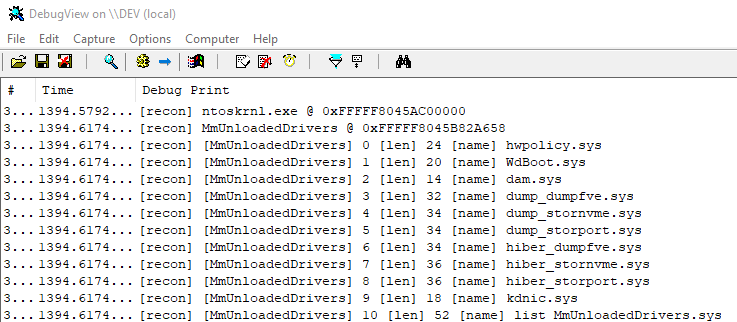 DebugView on \\DEV (local)
File Edit Capture Options Computer Help
# Time Debug Print
3... 1394.5792... [recon] ntoskrnl.exe @ 0xFFFFF8045AC00000
3... 1394.6174... [recon] MmUnloadedDrivers @ 0xFFFFF8045B82A658
3... 1394.6174... [recon] [MmUnloadedDrivers] 0 [len] 24 [name] hwpolicy.sys
3... 1394.6174... [recon] [MmUnloadedDrivers] 1 [len] 20 [name] WdBoot.sys
3... 1394.6174... [recon] [MmUnloadedDrivers] 2 [len] 14 [name] dam.sys
3... 1394.6174... [recon] [MmUnloadedDrivers] 3 [len] 32 [name] dump_dumpfve.sys
3... 1394.6174... [recon] [MmUnloadedDrivers] 4 [len] 34 [name] dump_stornvme.sys
3... 1394.6174... [recon] [MmUnloadedDrivers] 5 [len] 34 [name] dump_storport.sys
3... 1394.6174... [recon] [MmUnloadedDrivers] 6 [len] 34 [name] hiber_dumpfve.sys
3... 1394.6174... [recon] [MmUnloadedDrivers] 7 [len] 36 [name] hiber_stornvme.sys
3... 1394.6174... [recon] [MmUnloadedDrivers] 8 [len] 36 [name] hiber_storport.sys
3... 1394.6174... [recon] [MmUnloadedDrivers] 9 [len] 18 [name] kdnic.sys
3... 1394.6174... [recon] [MmUnloadedDrivers] 10 [len] 52 [name] list MmUnloadedDrivers.sys